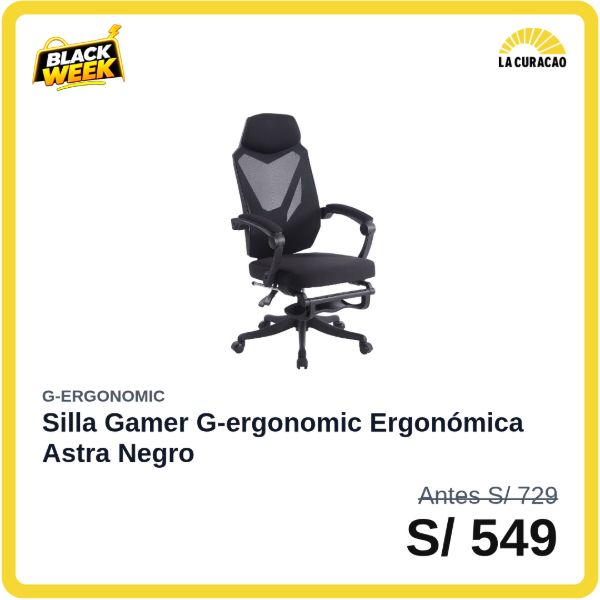 BLACK
WEEK
LA CURACAO
G-ERGONOMIC
Silla Gamer G-ergonomic Ergonómica
Astra Negro
Antes S/ 729
S/ 549